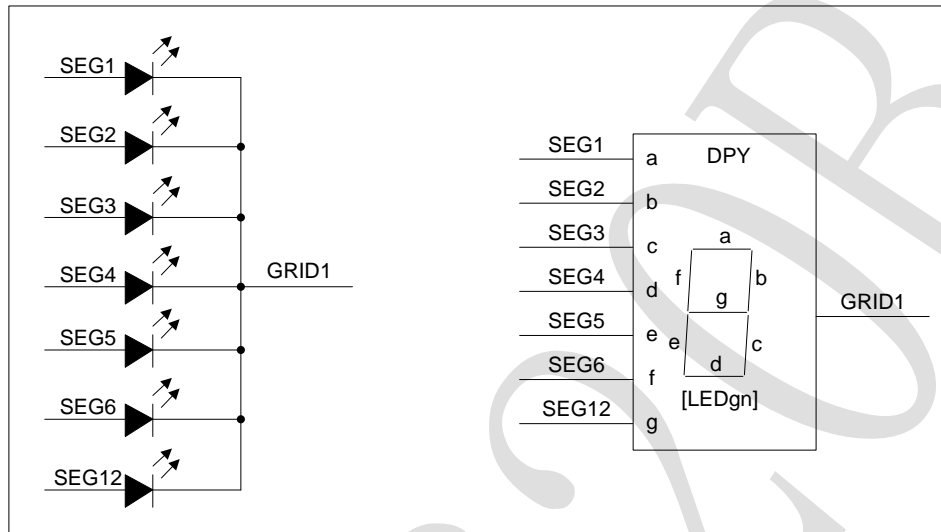 SEG1
SEG2
SEG3
SEG4
GRID1
SEG5
SEG6
SEG12
SEG1
a
DPY
SEG2
b
SEG3
c
a
SEG4
d
f
b
g
GRID1
SEG5
e
e
c
d
SEG6
f
[LEDgn]
SEG12
g